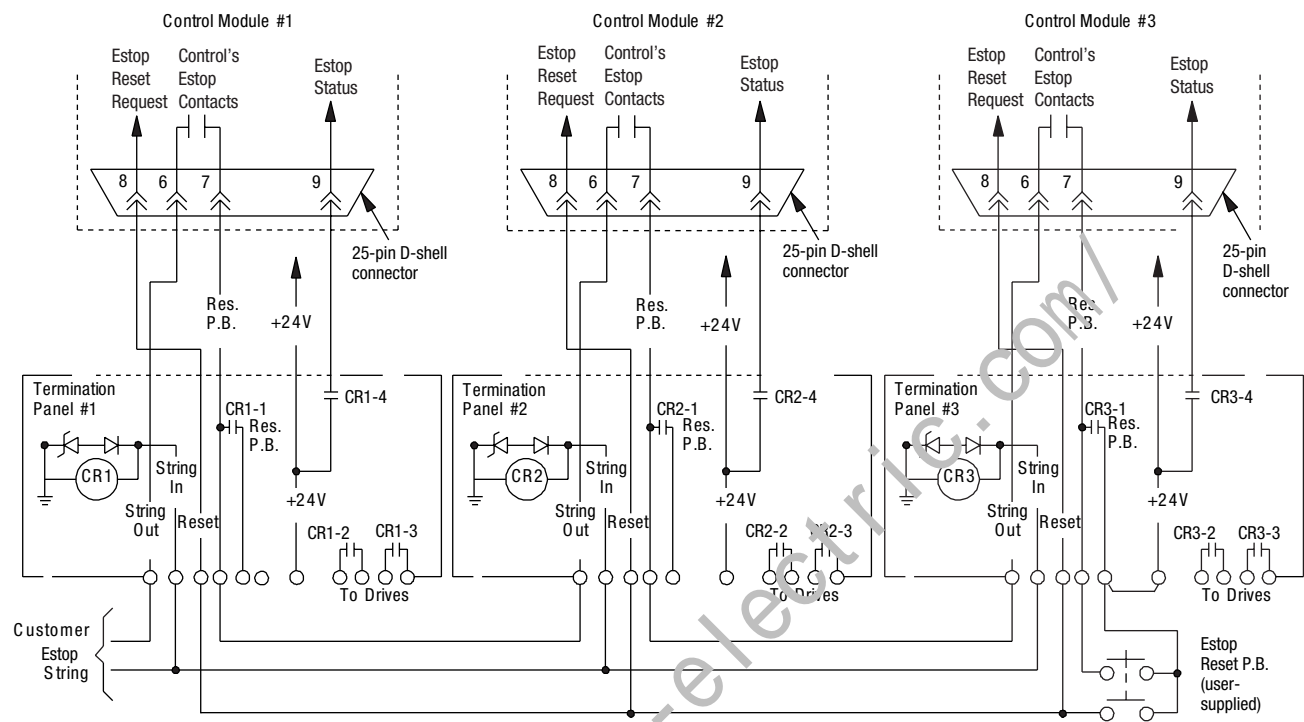 Control Module #1
Estop
Reset
Request
Control's
Estop
Contacts
Estop
Status
8
6
7
9
25-pin D-shell
connector
Res.
P.B.
+24V
Termination
Panel #1
CR1-1
Res.
P.B.
CR1-4
CR1
String
In
String
Out
Reset
+24V
CR1-2
CR1-3
To Drives
Control Module #2
Estop
Reset
Request
Control's
Estop
Contacts
Estop
Status
8
6
7
9
25-pin D-shell
connector
Res.
P.B.
+24V
Termination
Panel #2
CR2-1
Res.
P.B.
CR2-4
CR2
String
In
String
Out
Reset
+24V
CR2-2
CR2-3
To Drives
Control Module #3
Estop
Reset
Request
Control's
Estop
Contacts
Estop
Status
8
6
7
9
25-pin
D-shell
connector
Res.
P.B.
+24V
Termination
Panel #3
CR3-1
Res.
P.B.
CR3-4
CR3
String
In
String
Out
Reset
+24V
CR3-2
CR3-3
To Drives
Customer
Estop
String
Estop
Reset P.B.
(user-
supplied)
-electric.com/